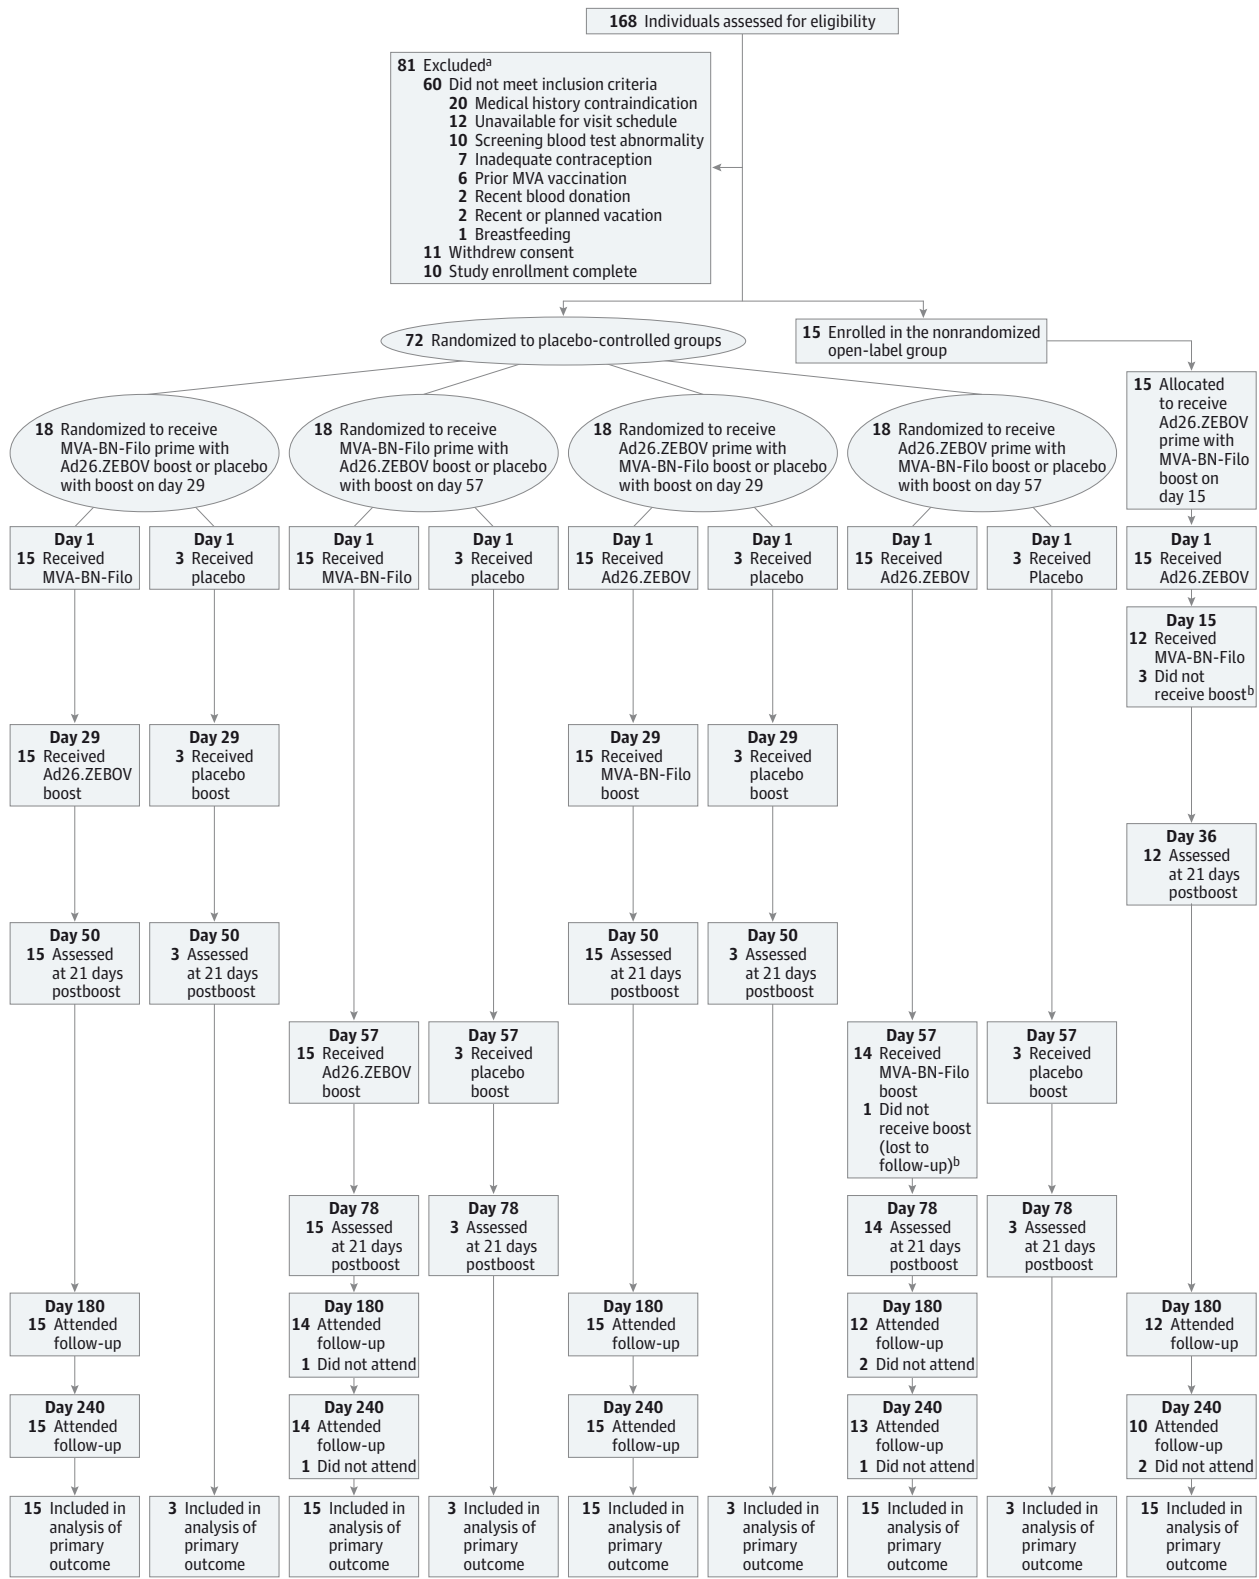 168 Individuals assessed for eligibility
81 Excludedᵃ
60 Did not meet inclusion criteria
20 Medical history contraindication
12 Unavailable for visit schedule
10 Screening blood test abnormality
7 Inadequate contraception
6 Prior MVA vaccination
2 Recent blood donation
2 Recent or planned vacation
1 Breastfeeding
11 Withdrew consent
10 Study enrollment complete
72 Randomized to placebo-controlled groups
15 Enrolled in the nonrandomized
open-label group
15 Allocated
to receive
Ad26.ZEBOV
prime with
MVA-BN-Filo
boost on
day 15
18 Randomized to receive
MVA-BN-Filo prime with
Ad26.ZEBOV boost or placebo
with boost on day 29
18 Randomized to receive
MVA-BN-Filo prime with
Ad26.ZEBOV boost or placebo
with boost on day 57
18 Randomized to receive
Ad26.ZEBOV prime with
MVA-BN-Filo boost or placebo
with boost on day 29
18 Randomized to receive
Ad26.ZEBOV prime with
MVA-BN-Filo boost or placebo
with boost on day 57
Day 1
15 Received
MVA-BN-Filo
Day 1
3 Received
placebo
Day 1
15 Received
MVA-BN-Filo
Day 1
3 Received
placebo
Day 1
15 Received
Ad26.ZEBOV
Day 1
3 Received
placebo
Day 1
15 Received
Ad26.ZEBOV
Day 1
3 Received
Placebo
Day 1
15 Received
Ad26.ZEBOV
Day 15
12 Received
MVA-BN-Filo
3 Did not
receive boostᵇ
Day 29
15 Received
Ad26.ZEBOV
boost
Day 29
3 Received
placebo
boost
Day 29
15 Received
MVA-BN-Filo
boost
Day 29
3 Received
placebo
boost
Day 36
12 Assessed
at 21 days
postboost
Day 50
15 Assessed
at 21 days
postboost
Day 50
3 Assessed
at 21 days
postboost
Day 50
15 Assessed
at 21 days
postboost
Day 50
3 Assessed
at 21 days
postboost
Day 57
15 Received
Ad26.ZEBOV
boost
Day 57
3 Received
placebo
boost
Day 57
14 Received
MVA-BN-Filo
boost
1 Did not
receive boost
(lost to
follow-up)ᵇ
Day 57
3 Received
placebo
boost
Day 78
15 Assessed
at 21 days
postboost
Day 78
3 Assessed
at 21 days
postboost
Day 78
14 Assessed
at 21 days
postboost
Day 78
3 Assessed
at 21 days
postboost
Day 180
15 Attended
follow-up
Day 180
14 Attended
follow-up
1 Did not attend
Day 180
15 Attended
follow-up
Day 180
12 Attended
follow-up
2 Did not attend
Day 180
12 Attended
follow-up
Day 240
15 Attended
follow-up
Day 240
14 Attended
follow-up
1 Did not attend
Day 240
15 Attended
follow-up
Day 240
13 Attended
follow-up
1 Did not attend
Day 240
10 Attended
follow-up
2 Did not attend
15 Included in
analysis of
primary
outcome
3 Included in
analysis of
primary
outcome
15 Included in
analysis of
primary
outcome
3 Included in
analysis of
primary
outcome
15 Included in
analysis of
primary
outcome
3 Included in
analysis of
primary
outcome
15 Included in
analysis of
primary
outcome
3 Included in
analysis of
primary
outcome
15 Included in
analysis of
primary
outcome